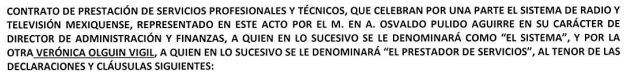 CONTRATO DE PRESTACIÓN DE SERVICIOS PROFESIONALES Y TÉCNICOS, QUE CELEBRAN POR UNA PARTE EL SISTEMA DE RADIO Y
TELEVISIÓN MEXIQUENSE, REPRESENTADO EN ESTE ACTO POR EL M. EN A. OSVALDO PULIDO AGUIRRE EN SU CARÁCTER DE
DIRECTOR DE ADMINISTRACIÓN Y FINANZAS, A QUIEN EN LO SUCESIVO SE LE DENOMINARÁ COMO "EL SISTEMA", Y POR LA
OTRA VERÓNICA OLGUIN VIGIL, A QUIEN EN LO SUCESIVO SE LE DENOMINARÁ "EL PRESTADOR DE SERVICIOS", AL TENOR DE LAS
DECLARACIONES Y CLÁUSULAS SIGUIENTES: